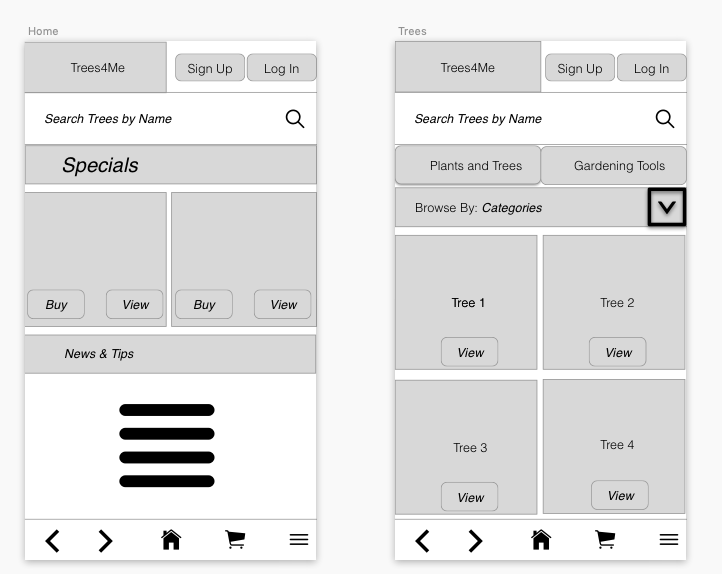 Home
Trees4Me
Sign Up
Log In
Search Trees by Name
Specials
Buy
View
Buy
View
News & Tips
Trees
Trees4Me
Sign Up
Log In
Search Trees by Name
Plants and Trees
Gardening Tools
Browse By: Categories
Tree 1
View
Tree 2
View
Tree 3
View
Tree 4
View